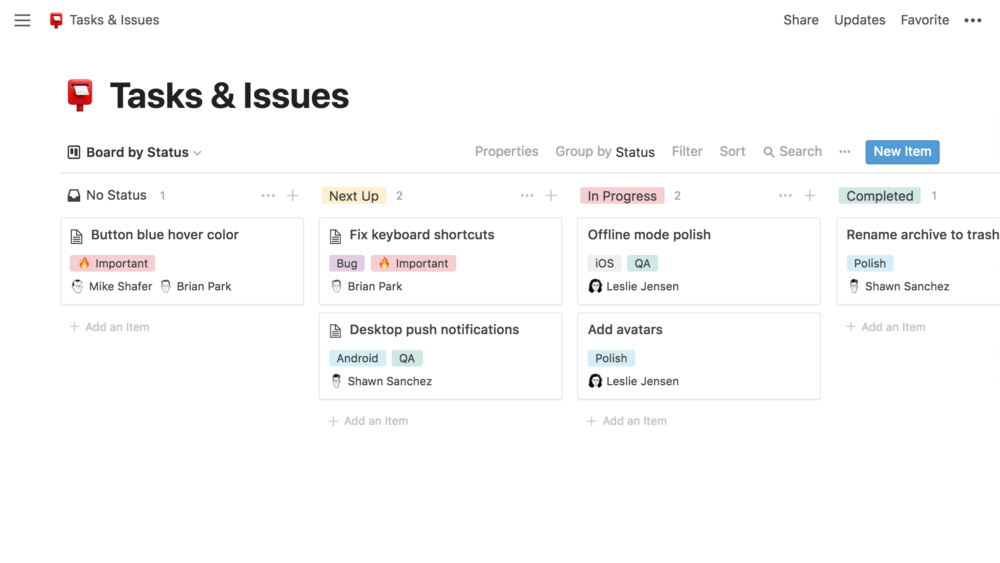 Tasks & Issues
Share Updates Favorite
Tasks & Issues
Board by Status
Properties Group by Status Filter Sort Search New Item
No Status 1
Button blue hover color
Important
Mike Shafer Brian Park
Add an Item
Next Up 2
Fix keyboard shortcuts
Bug Important
Brian Park
Desktop push notifications
Android QA
Shawn Sanchez
Add an Item
In Progress 2
Offline mode polish
iOS QA
Leslie Jensen
Add avatars
Polish
Leslie Jensen
Add an Item
Completed 1
Rename archive to trash
Polish
Shawn Sanchez
Add an Item